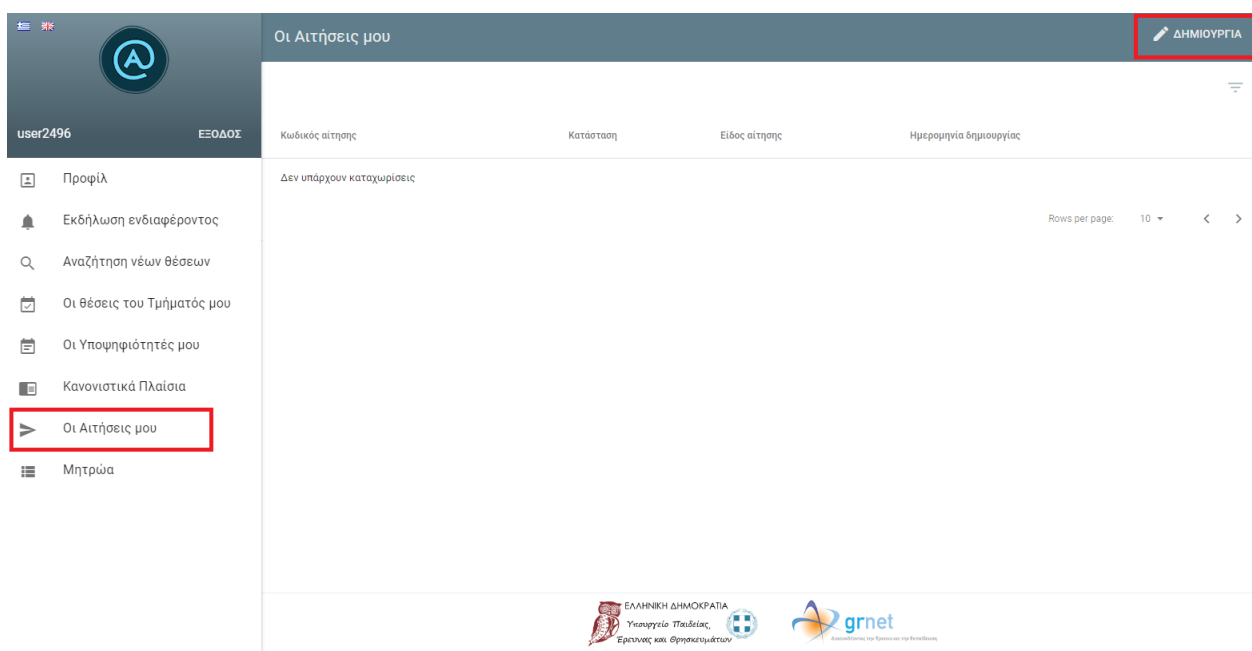 Οι Αιτήσεις μου
ΔΗΜΙΟΥΡΓΙΑ
user2496
ΕΞΟΔΟΣ
Προφίλ
Εκδήλωση ενδιαφέροντος
Αναζήτηση νέων θέσεων
Οι θέσεις του Τμήματός μου
Οι Υποψηφιότητές μου
Κανονιστικά Πλαίσια
Οι Αιτήσεις μου
Μητρώα
Κωδικός αίτησης Κατάσταση Είδος αίτησης Ημερομηνία δημιουργίας
Δεν υπάρχουν καταχωρίσεις
Rows per page: 10
ΕΛΛΗΝΙΚΗ ΔΗΜΟΚΡΑΤΙΑ
Υπουργείο Παιδείας,
Έρευνας και Θρησκευμάτων
grnet